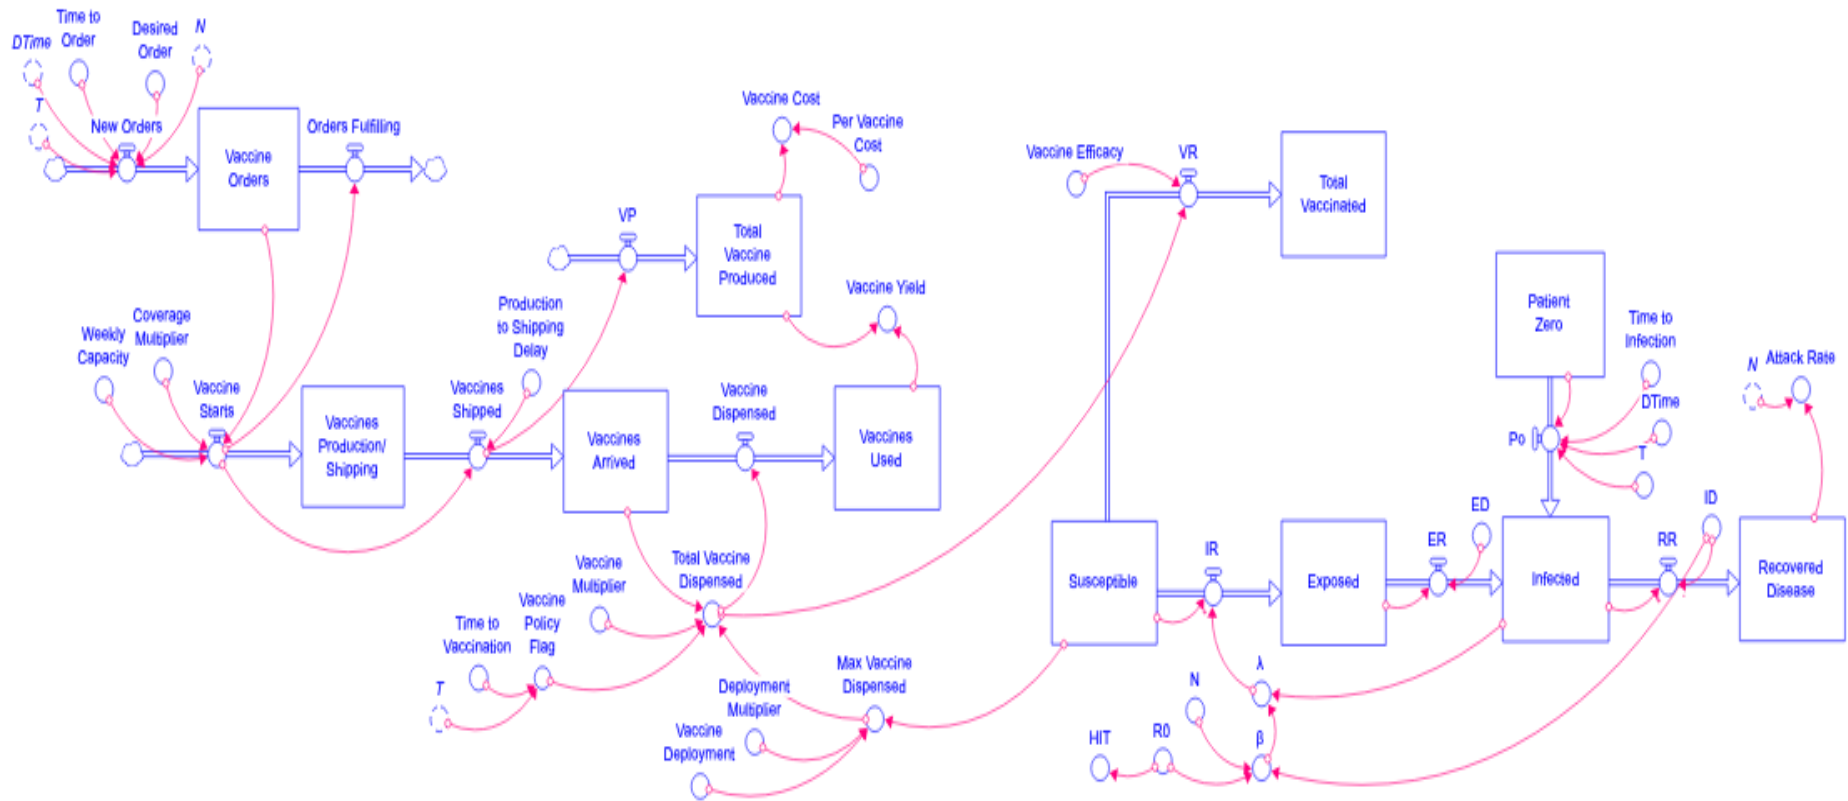 DTime
Time to
Order
Desired
Order
N
T
New Orders
Vaccine
Orders
Orders Fulfilling
Vaccine Cost
Per Vaccine
Cost
VP
Total
Vaccine
Produced
Vaccine Yield
Vaccine Efficacy
VR
Total
Vaccinated
Patient
Zero
Time to
Infection
DTime
T
Po
N
Attack Rate
Weekly
Capacity
Coverage
Multiplier
Vaccine
Starts
Vaccines
Production/
Shipping
Vaccines
Shipped
Production
to Shipping
Delay
Vaccines
Arrived
Vaccine
Dispensed
Vaccines
Used
Vaccine
Multiplier
Total Vaccine
Dispensed
Time to
Vaccination
Vaccine
Policy
Flag
T
Deployment
Multiplier
Vaccine
Deployment
Max Vaccine
Dispensed
Susceptible
IR
Exposed
ER
ED
Infected
RR
ID
Recovered
Disease
λ
N
β
R0
HIT